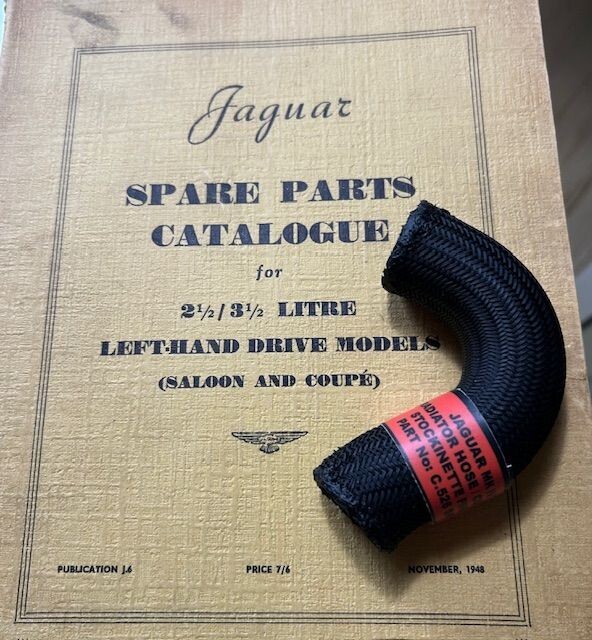 Jaguar
SPARE PARTS
CATALOGUE
for
2½/3½ LITRE
LEFT-HAND DRIVE MODELS
(SALOON AND COUPÉ)
JAGUAR
HOSE
STOCKINETTE
PART No:
PUBLICATION J.6
PRICE 7/6
NOVEMBER, 1948